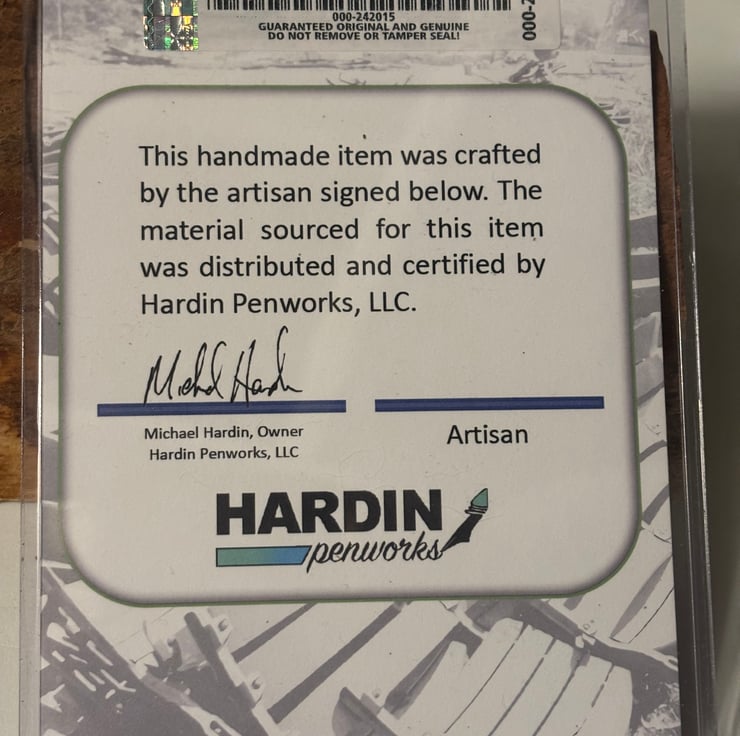 000-242015
GUARANTEED ORIGINAL AND GENUINE
DO NOT REMOVE OR TAMPER SEAL!
000-2
This handmade item was crafted
by the artisan signed below. The
material sourced for this item
was distributed and certified by
Hardin Penworks, LLC.
Michael Hardin
Michael Hardin, Owner
Hardin Penworks, LLC
Artisan
HARDIN
penworks